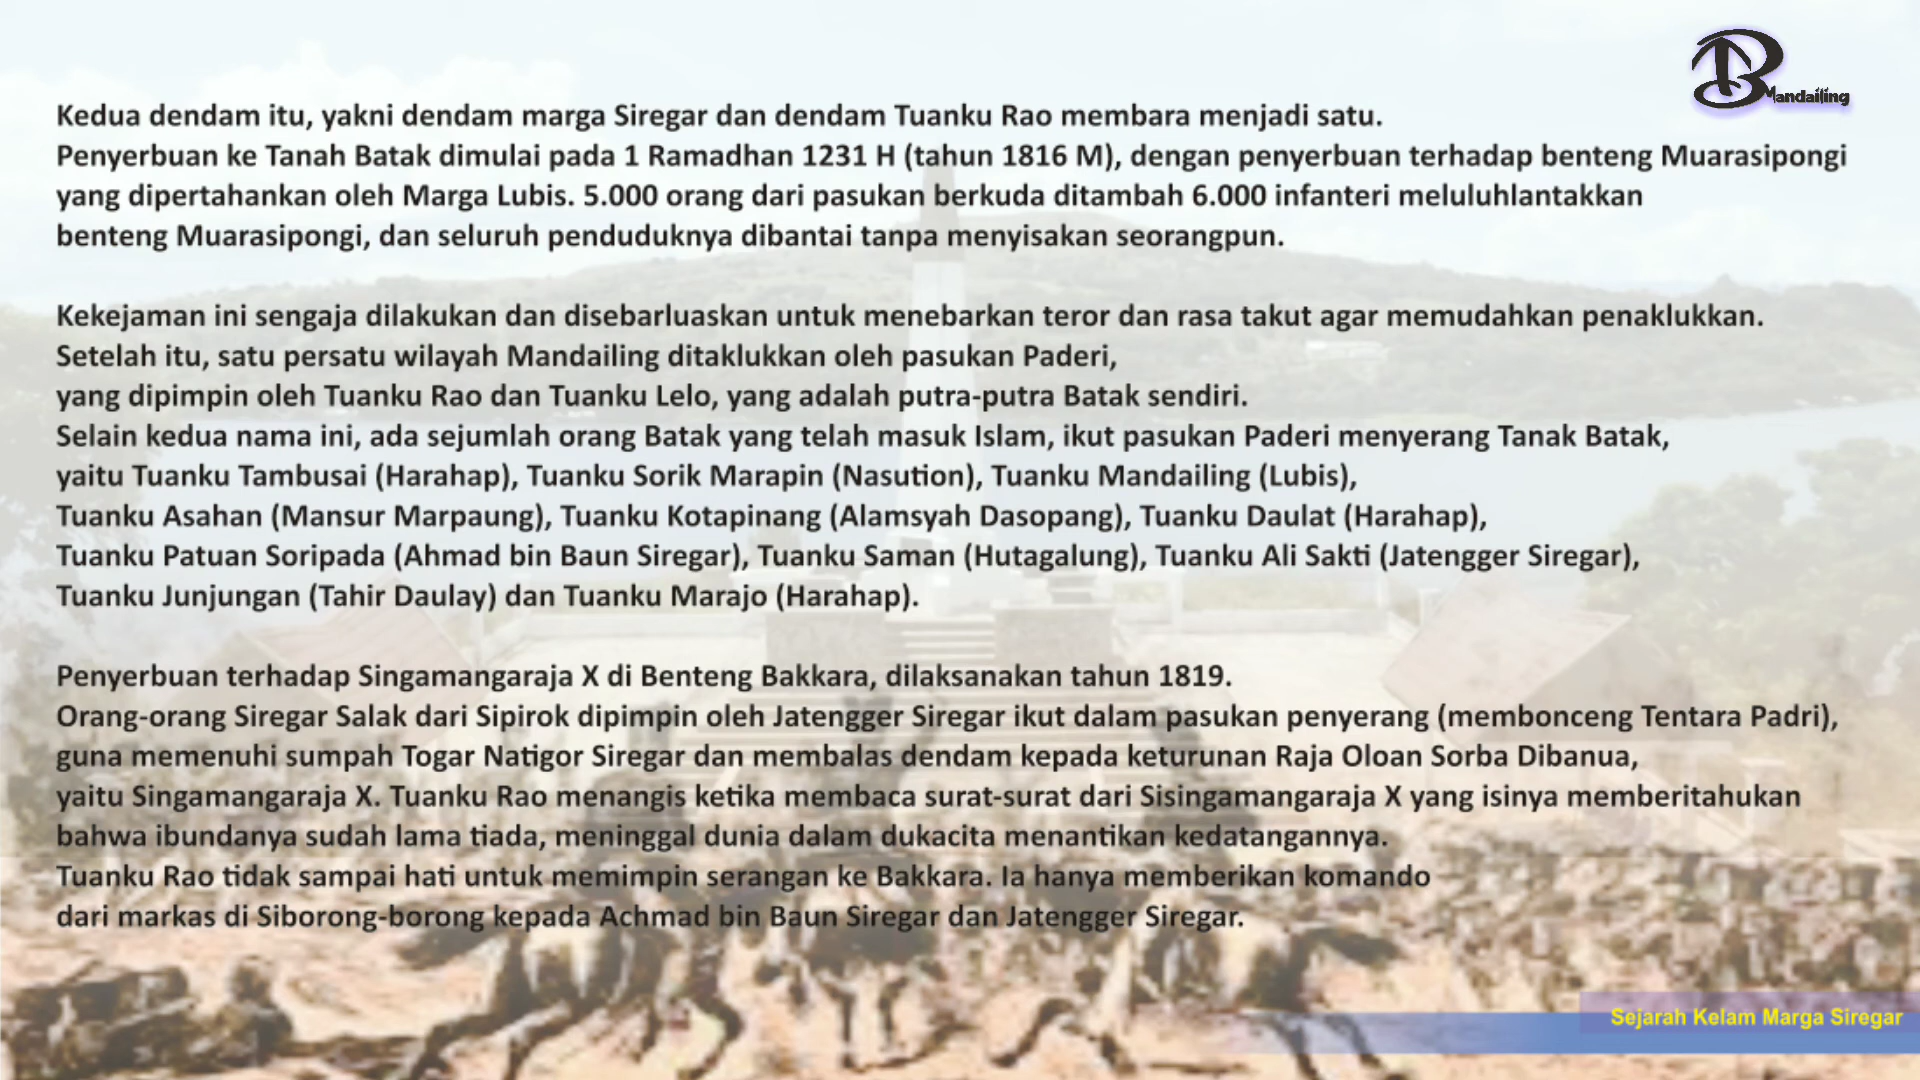 Mandailing
Kedua dendam itu, yakni dendam marga Siregar dan dendam Tuanku Rao membara menjadi satu.
Penyerbuan ke Tanah Batak dimulai pada 1 Ramadhan 1231 H (tahun 1816 M), dengan penyerbuan terhadap benteng Muarasipongi
yang dipertahankan oleh Marga Lubis. 5.000 orang dari pasukan berkuda ditambah 6.000 infanteri meluluhlantakkan
benteng Muarasipongi, dan seluruh penduduknya dibantai tanpa menyisakan seorangpun.
Kekejaman ini sengaja dilakukan dan disebarluaskan untuk menebarkan teror dan rasa takut agar memudahkan penaklukkan.
Setelah itu, satu persatu wilayah Mandailing ditaklukkan oleh pasukan Paderi,
yang dipimpin oleh Tuanku Rao dan Tuanku Lelo, yang adalah putra-putra Batak sendiri.
Selain kedua nama ini, ada sejumlah orang Batak yang telah masuk Islam, ikut pasukan Paderi menyerang Tanak Batak,
yaitu Tuanku Tambusai (Harahap), Tuanku Sorik Marapin (Nasution), Tuanku Mandailing (Lubis),
Tuanku Asahan (Mansur Marpaung), Tuanku Kotapinang (Alamsyah Dasopang), Tuanku Daulat (Harahap),
Tuanku Patuan Soripada (Ahmad bin Baun Siregar), Tuanku Saman (Hutagalung), Tuanku Ali Sakti (Jatengger Siregar),
Tuanku Junjungan (Tahir Daulay) dan Tuanku Marajo (Harahap).
Penyerbuan terhadap Singamangaraja X di Benteng Bakkara, dilaksanakan tahun 1819.
Orang-orang Siregar Salak dari Sipirok dipimpin oleh Jatengger Siregar ikut dalam pasukan penyerang (membonceng Tentara Padri),
guna memenuhi sumpah Togar Natigor Siregar dan membalas dendam kepada keturunan Raja Oloan Sorba Dibanua,
yaitu Singamangaraja X. Tuanku Rao menangis ketika membaca surat-surat dari Sisingamangaraja X yang isinya memberitahukan
bahwa ibundanya sudah lama tiada, meninggal dunia dalam dukacita menantikan kedatangannya.
Tuanku Rao tidak sampai hati untuk memimpin serangan ke Bakkara. Ia hanya memberikan komando
dari markas di Siborong-borong kepada Achmad bin Baun Siregar dan Jatengger Siregar.
Sejarah Kelam Marga Siregar